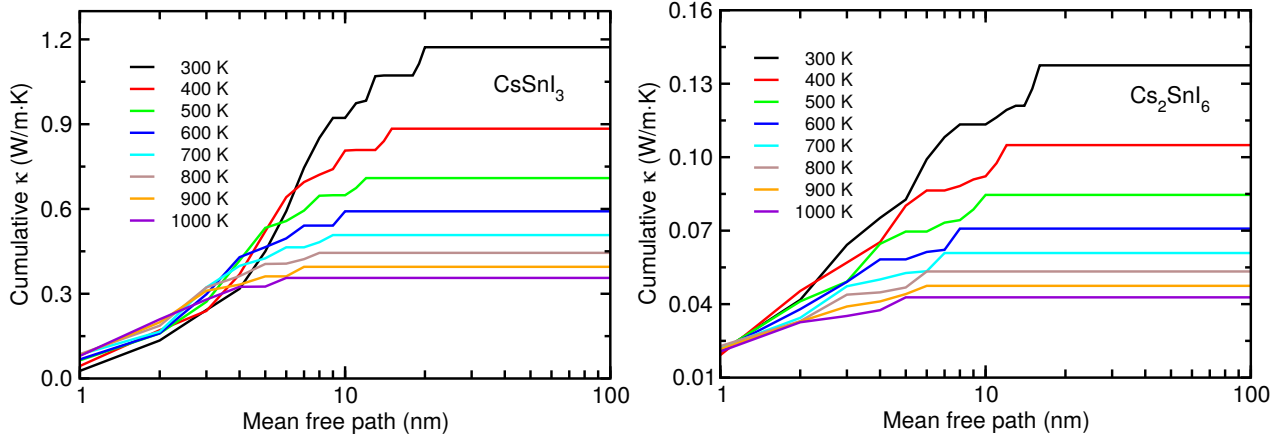 Cumulative κ (W/m·K)
1.2
0.9
0.6
0.3
0.0
300 K
400 K
500 K
600 K
700 K
800 K
900 K
1000 K
CsSnI₃
1
10
100
Mean free path (nm)
Cumulative κ (W/m·K)
0.16
0.13
0.10
0.07
0.04
0.01
300 K
400 K
500 K
600 K
700 K
800 K
900 K
1000 K
Cs₂SnI₆
1
10
100
Mean free path (nm)